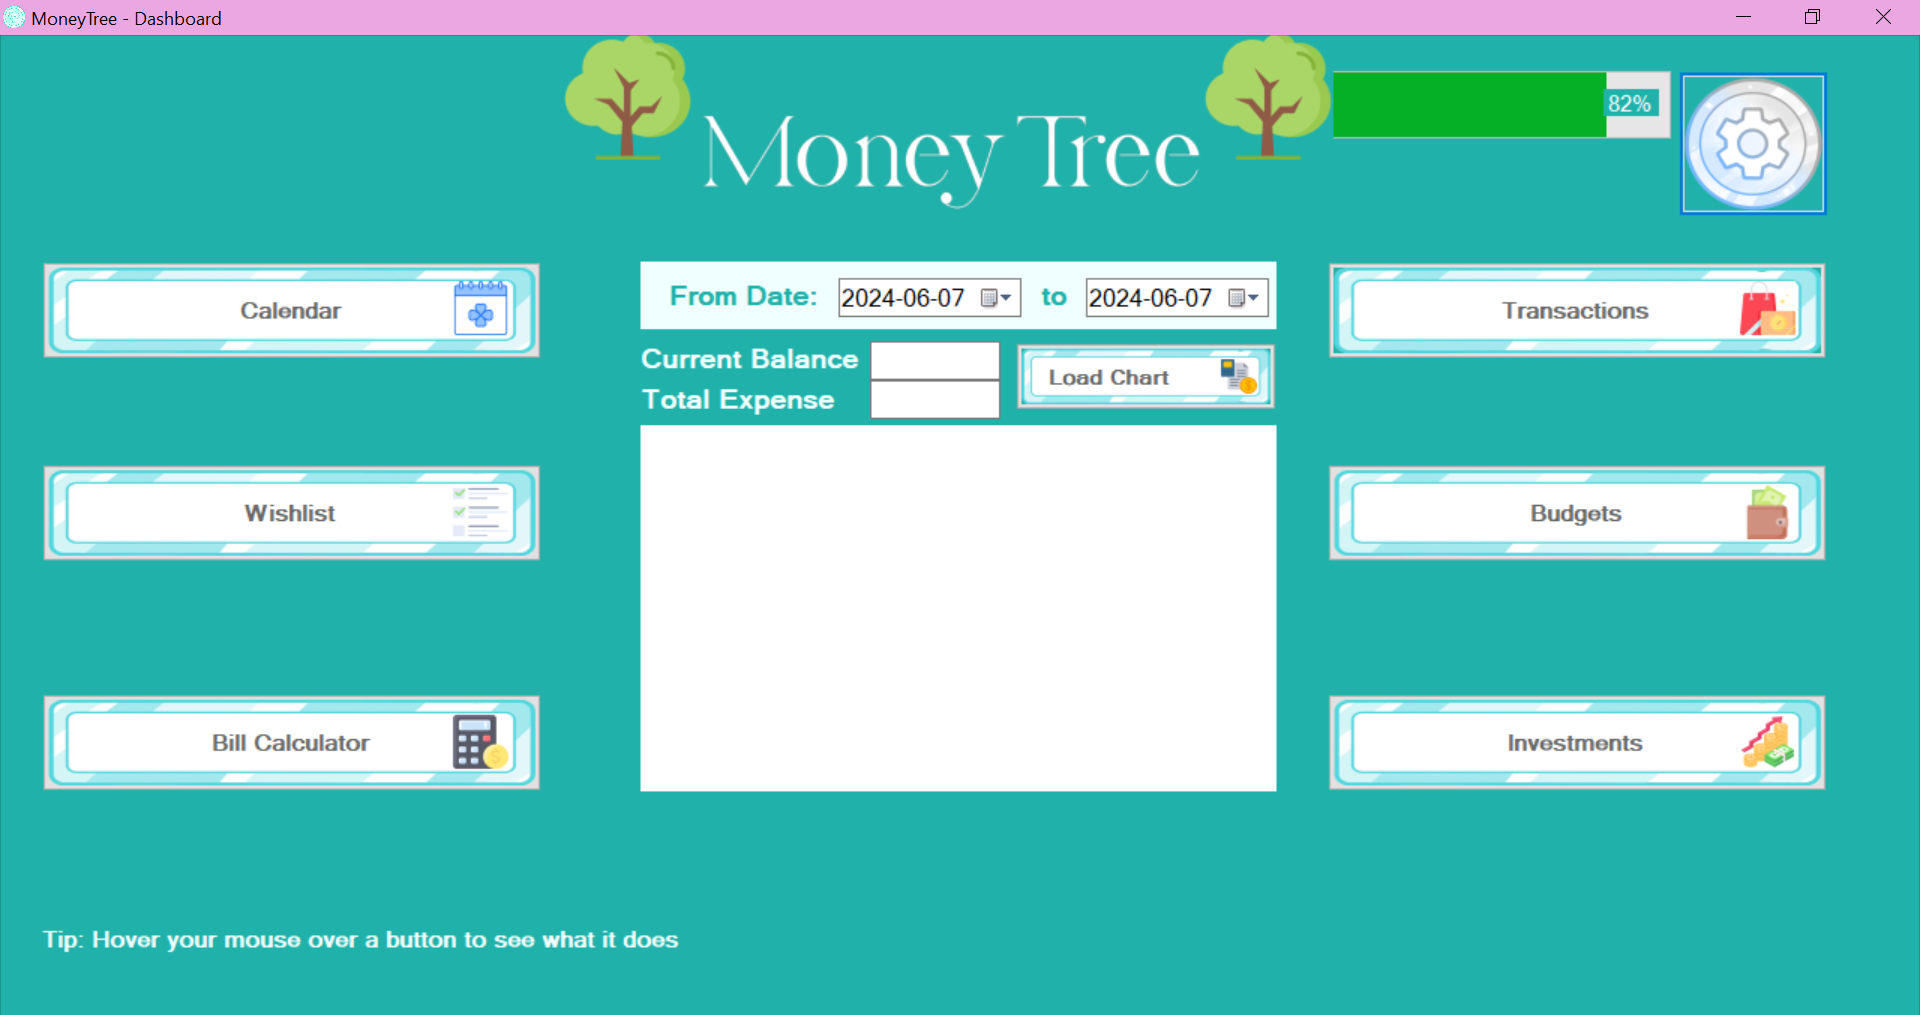 MoneyTree - Dashboard
Money Tree
82%
Calendar
From Date: 2024-06-07 to 2024-06-07
Transactions
Current Balance
Total Expense
Load Chart
Wishlist
Budgets
Bill Calculator
Investments
Tip: Hover your mouse over a button to see what it does